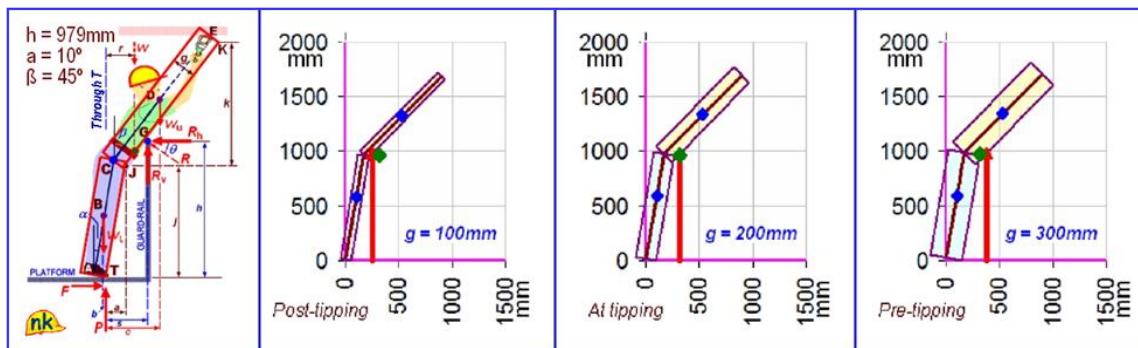 h = 979mm
a = 10°
ß = 45°
r
W
E
K
g
Through T
D
k
β
Wu
G
Rh
θ
R
C
J
Rv
α
B
j
h
GUARD-RAIL
PLATFORM
T
F
a
b
s
P
c
nk
2000
mm
1500
1000
500
0
0
500
1000
1500
mm
g = 100mm
Post-tipping
2000
mm
1500
1000
500
0
0
500
1000
1500
mm
g = 200mm
At tipping
2000
mm
1500
1000
500
0
0
500
1000
1500
mm
g = 300mm
Pre-tipping